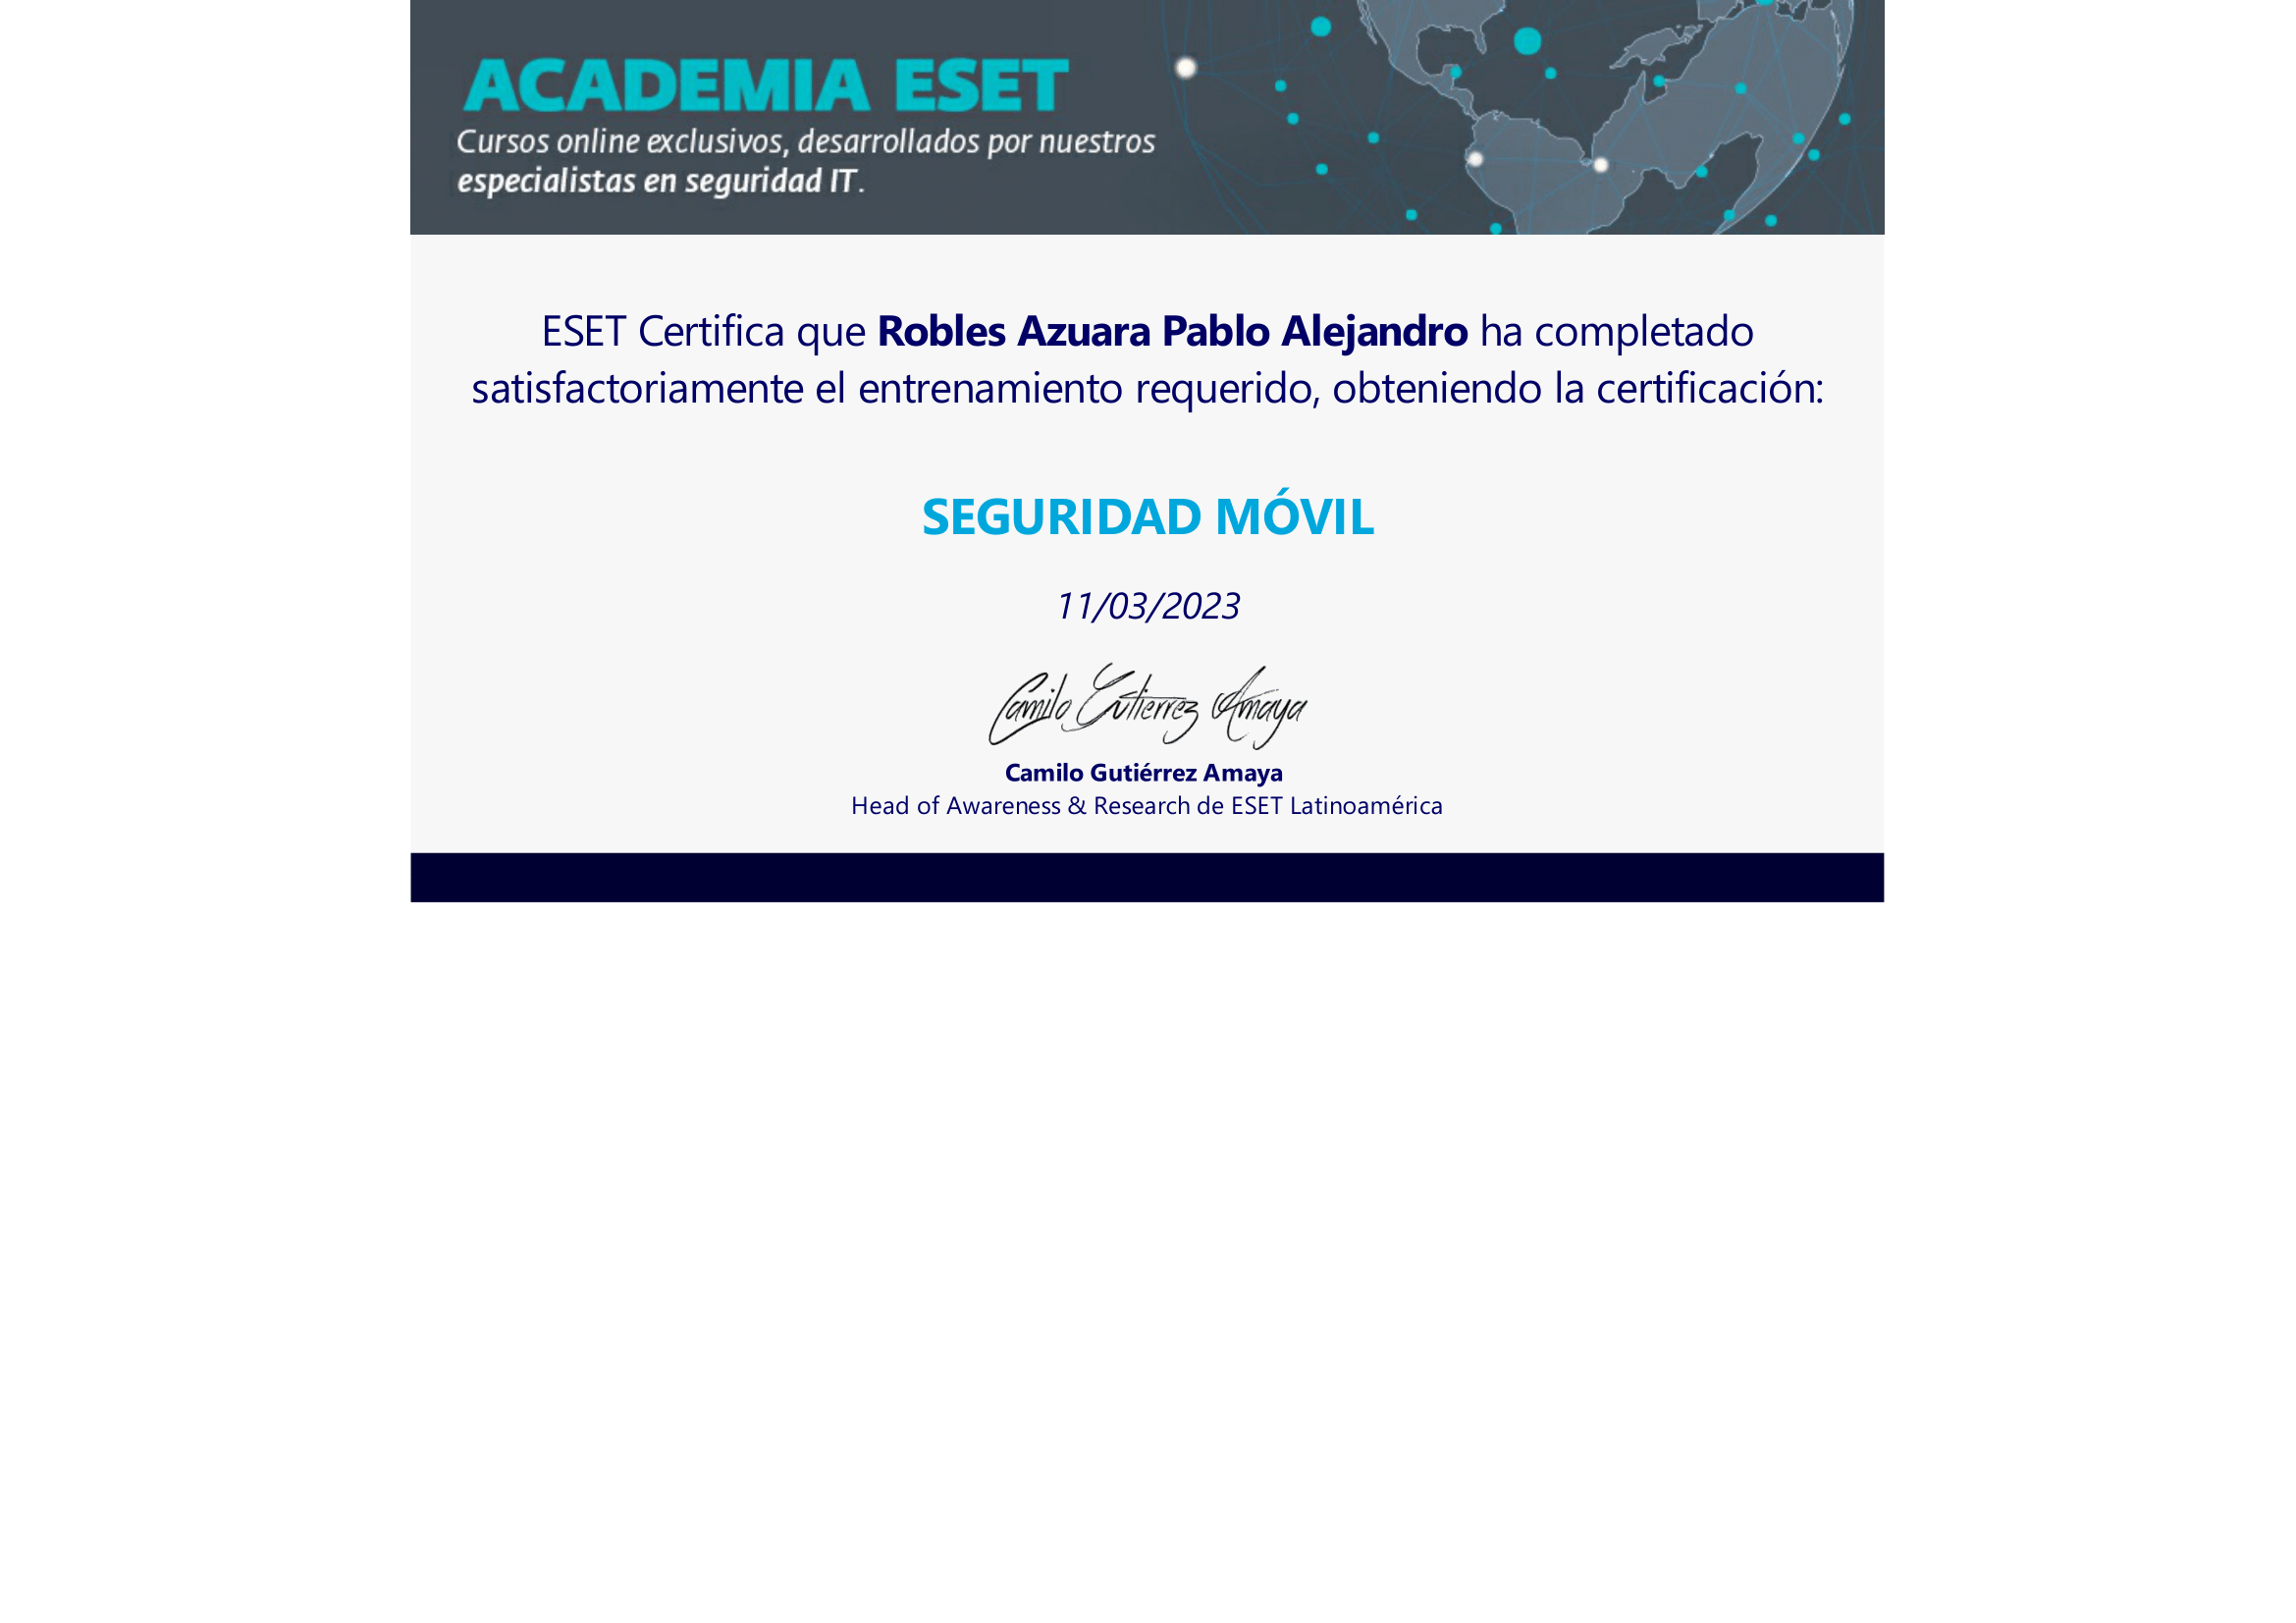 ACADEMIA ESET
Cursos online exclusivos, desarrollados por nuestros
especialistas en seguridad IT.
ESET Certifica que Robles Azuara Pablo Alejandro ha completado
satisfactoriamente el entrenamiento requerido, obteniendo la certificación:
SEGURIDAD MÓVIL
11/03/2023
Camilo Gutierrez Amaya
Camilo Gutiérrez Amaya
Head of Awareness & Research de ESET Latinoamérica